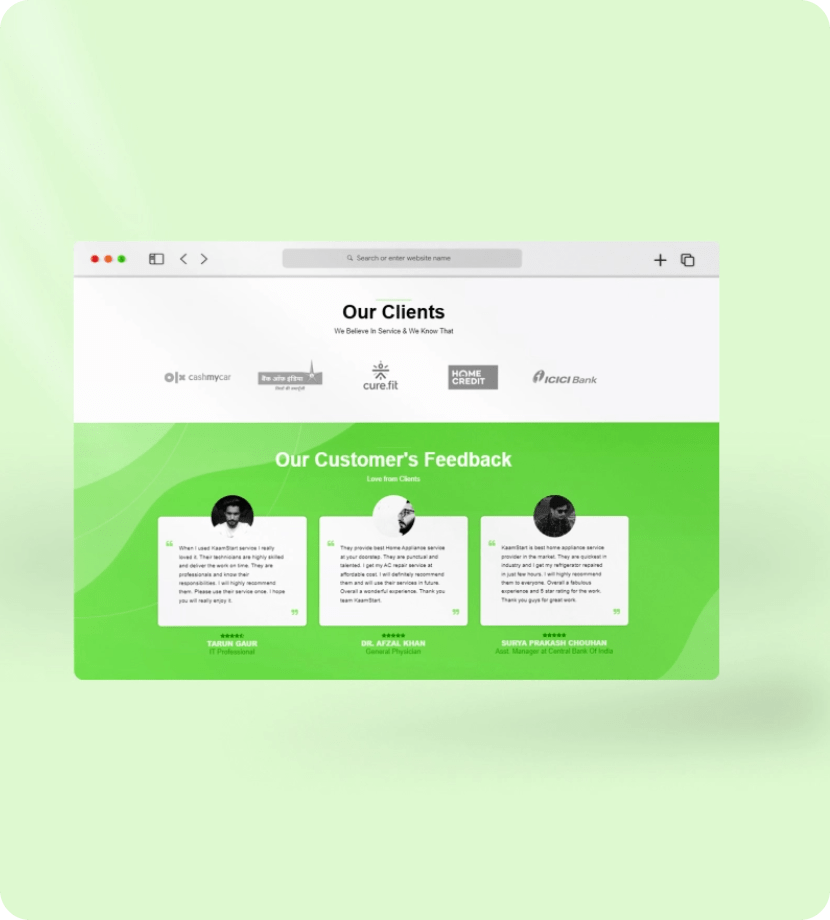 Search or enter website name
Our Clients
We Believe In Service & We Know That
olx cashmycar
cure.fit
HOME
CREDIT
ICICI Bank
Our Customer's Feedback
Love from Clients
When I used KaamStart service I really
loved it. Their technicians are highly skilled
and deliver the work on time. They are
professionals and know their
responsibilities. I will highly recommend
them. Please use their service once. I hope
you will really enjoy it.
TARUN GAUR
IT Professional
They provide best Home Appliance service
at your doorstep. They are punctual and
talented. I get my AC repair service at
affordable cost. I will definitely recommend
them and will use their services in future.
Overall a wonderful experience. Thank you
team KaamStart.
DR. AFZAL KHAN
General Physician
KaamStart is best home appliance service
provider in the market. They are quickest in
industry and I get my refrigerator repaired
in just few hours. I will highly recommend
them to everyone. Overall a fabulous
experience and 5 star rating for the work.
Thank you guys for great work.
SURYA PRAKASH CHOUHAN
Asst. Manager at Central Bank Of India